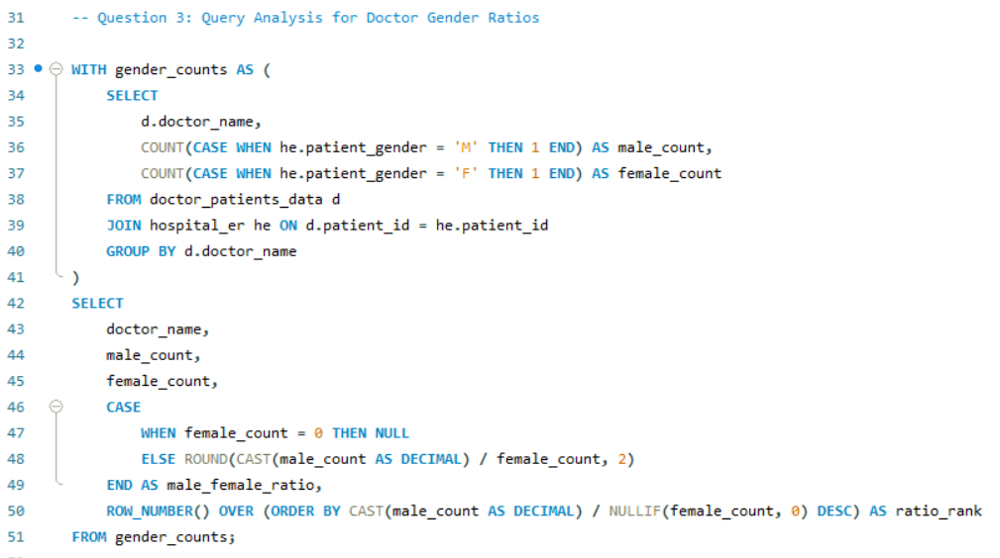 31 -- Question 3: Query Analysis for Doctor Gender Ratios
32
33 WITH gender_counts AS (
34 SELECT
35 d.doctor_name,
36 COUNT(CASE WHEN he.patient_gender = 'M' THEN 1 END) AS male_count,
37 COUNT(CASE WHEN he.patient_gender = 'F' THEN 1 END) AS female_count
38 FROM doctor_patients_data d
39 JOIN hospital_er he ON d.patient_id = he.patient_id
40 GROUP BY d.doctor_name
41 )
42 SELECT
43 doctor_name,
44 male_count,
45 female_count,
46 CASE
47 WHEN female_count = 0 THEN NULL
48 ELSE ROUND(CAST(male_count AS DECIMAL) / female_count, 2)
49 END AS male_female_ratio,
50 ROW_NUMBER() OVER (ORDER BY CAST(male_count AS DECIMAL) / NULLIF(female_count, 0) DESC) AS ratio_rank
51 FROM gender_counts;